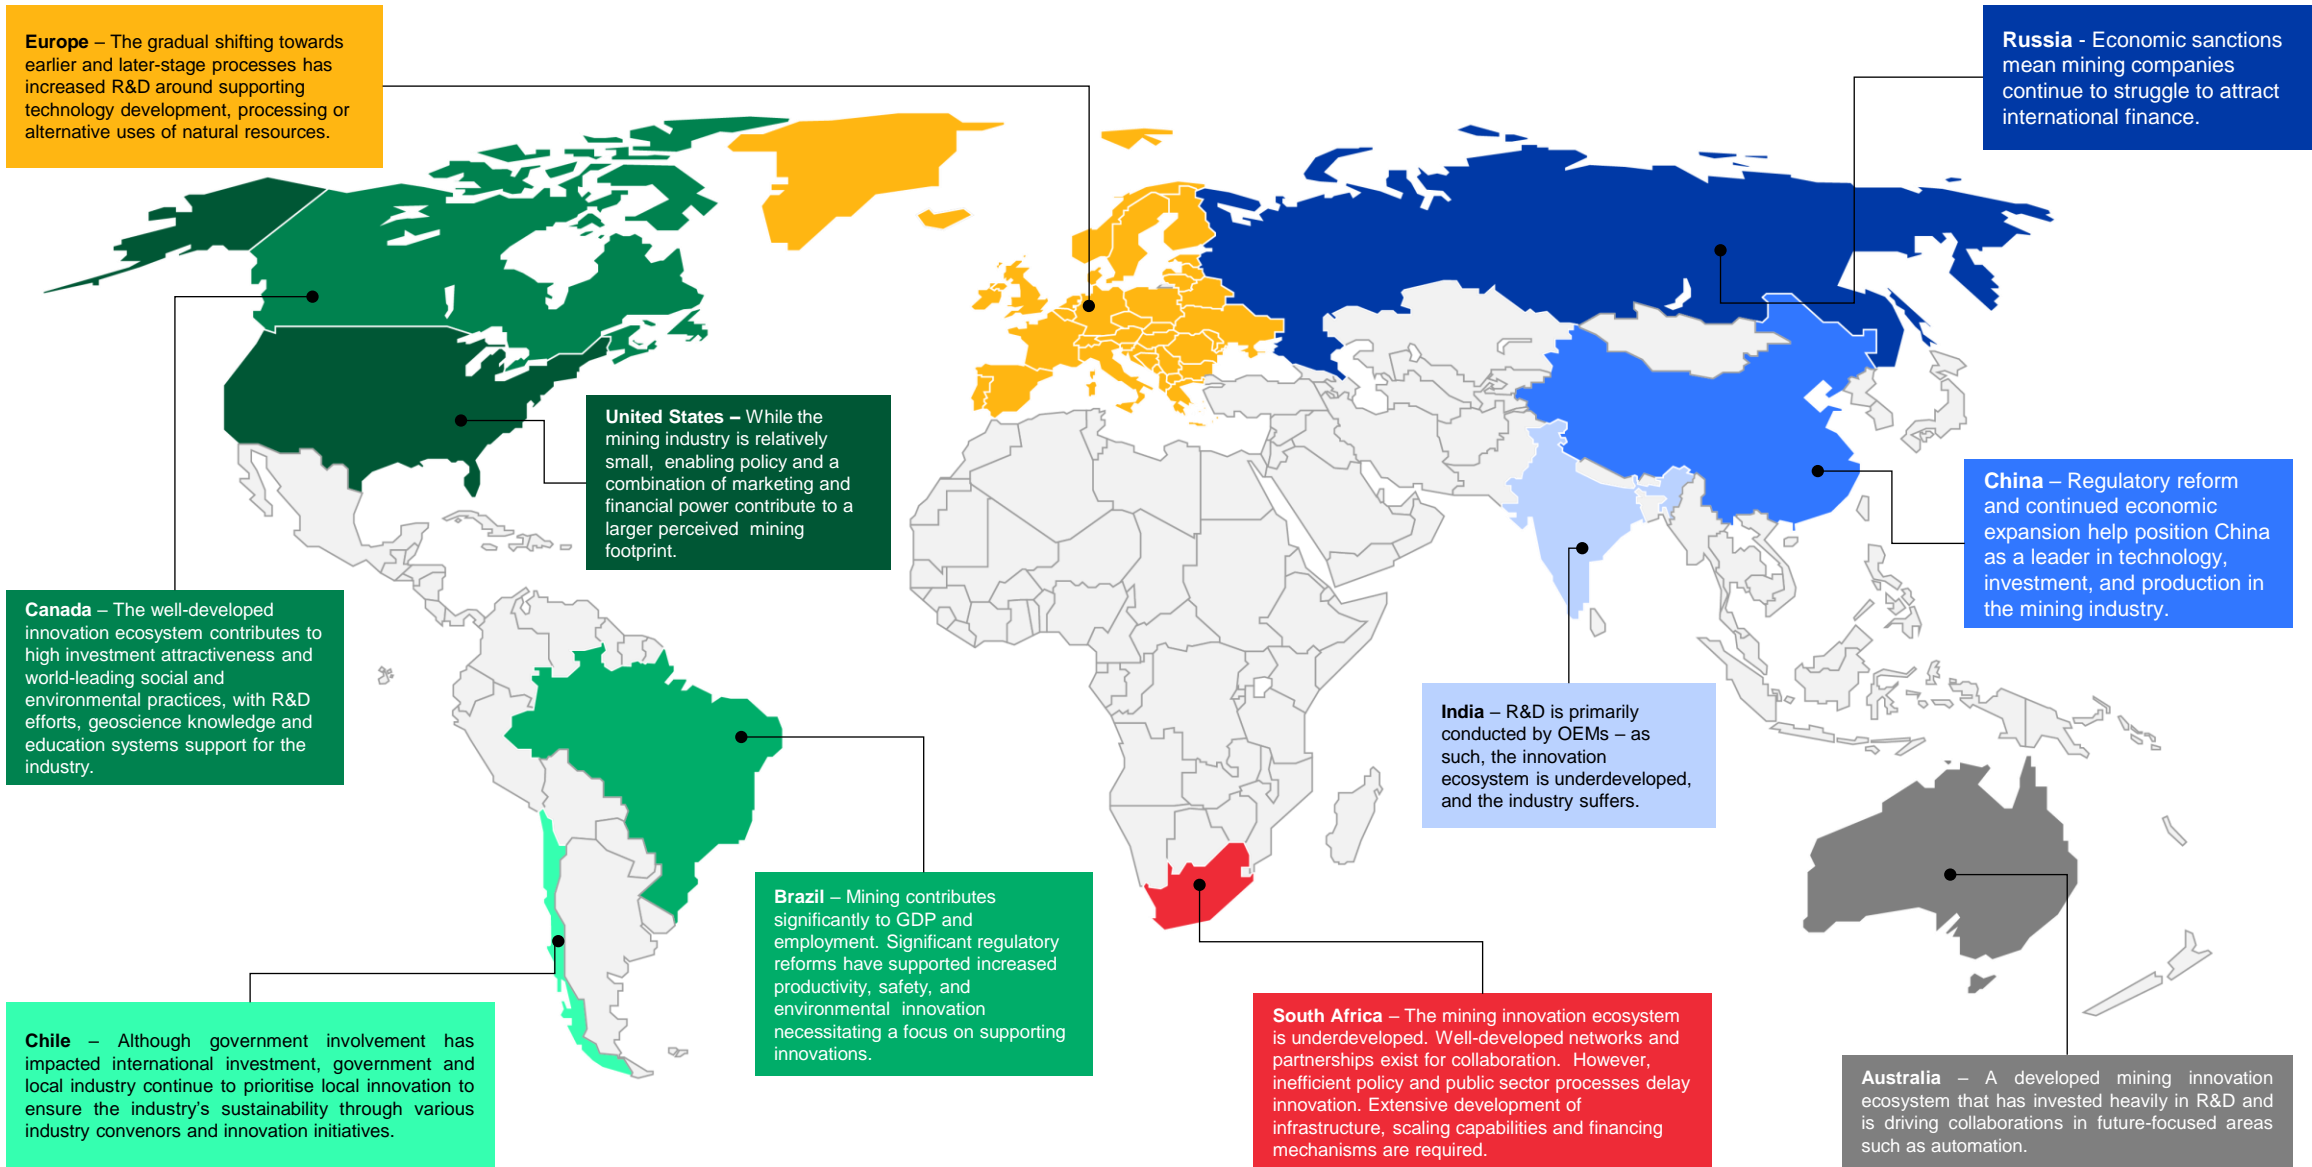 Europe – The gradual shifting towards
earlier and later-stage processes has
increased R&D around supporting
technology development, processing or
alternative uses of natural resources.
Russia - Economic sanctions
mean mining companies
continue to struggle to attract
international finance.
United States – While the
mining industry is relatively
small, enabling policy and a
combination of marketing and
financial power contribute to a
larger perceived mining
footprint.
China – Regulatory reform
and continued economic
expansion help position China
as a leader in technology,
investment, and production in
the mining industry.
Canada – The well-developed
innovation ecosystem contributes to
high investment attractiveness and
world-leading social and
environmental practices, with R&D
efforts, geoscience knowledge and
education systems support for the
industry.
India – R&D is primarily
conducted by OEMs – as
such, the innovation
ecosystem is underdeveloped,
and the industry suffers.
Brazil – Mining contributes
significantly to GDP and
employment. Significant regulatory
reforms have supported increased
productivity, safety, and
environmental innovation
necessitating a focus on supporting
innovations.
Chile – Although government involvement has
impacted international investment, government and
local industry continue to prioritise local innovation to
ensure the industry's sustainability through various
industry convenors and innovation initiatives.
South Africa – The mining innovation ecosystem
is underdeveloped. Well-developed networks and
partnerships exist for collaboration. However,
inefficient policy and public sector processes delay
innovation. Extensive development of
infrastructure, scaling capabilities and financing
mechanisms are required.
Australia – A developed mining innovation
ecosystem that has invested heavily in R&D and
is driving collaborations in future-focused areas
such as automation.